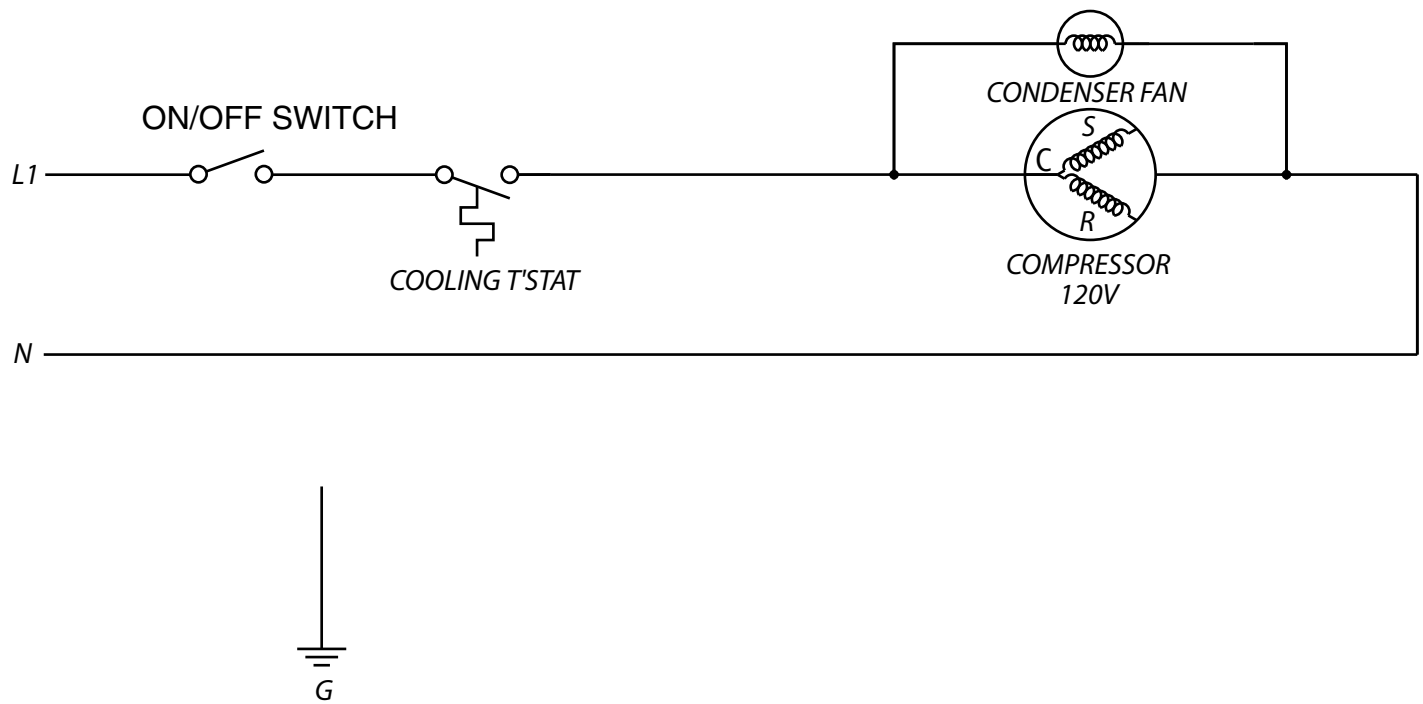 CONDENSER FAN
ON/OFF SWITCH
S
L1
C
R
COOLING T'STAT
COMPRESSOR
120V
N
G